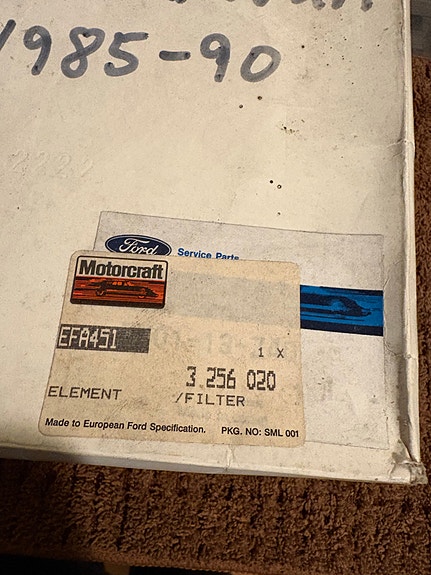 1985-90
Ford
Service Parts
Motorcraft
EFA451
1 X
3.256 020
ELEMENT /FILTER
Made to European Ford Specification. PKG. NO: SML 001